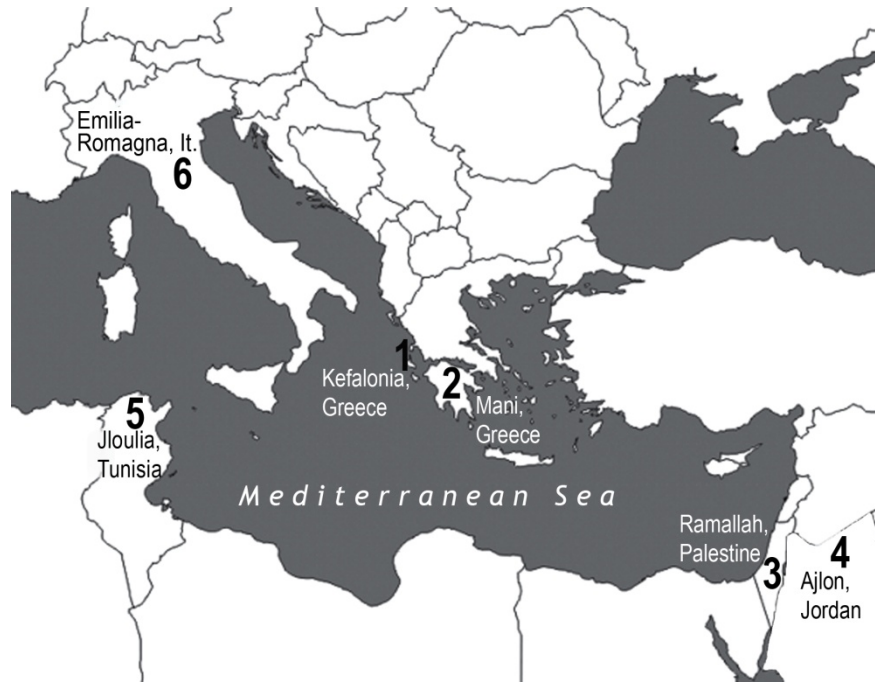 Emilia-
Romagna, It.
6
1
Kefalonia,
Greece
2
Mani,
Greece
5
Jloulia,
Tunisia
Mediterranean Sea
Ramallah,
Palestine
3
4
Ajlon,
Jordan